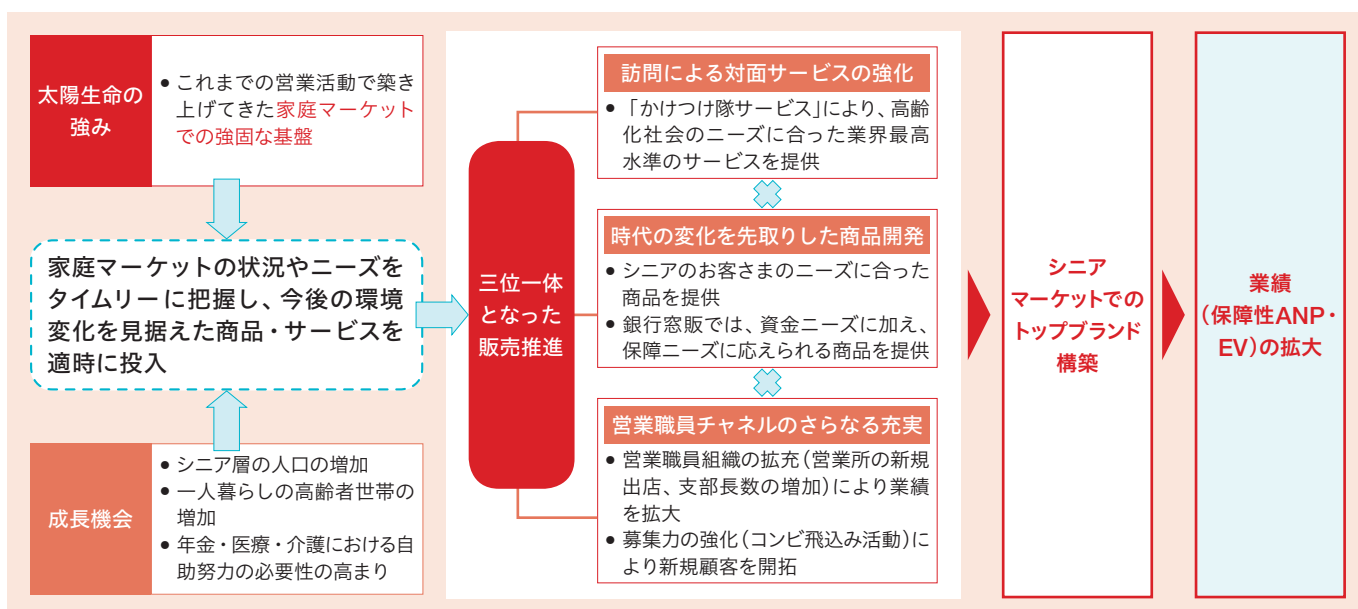 太陽生命の
強み
● これまでの営業活動で築き
上げてきた家庭マーケット
での強固な基盤
家庭マーケットの状況やニーズを
タイムリーに把握し、今後の環境
変化を見据えた商品・サービスを
適時に投入
成長機会
● シニア層の人口の増加
● 一人暮らしの高齢者世帯の
増加
● 年金・医療・介護における自
助努力の必要性の高まり
三位一体
となった
販売推進
訪問による対面サービスの強化
● 「かけつけ隊サービス」により、高齢
化社会のニーズに合った業界最高
水準のサービスを提供
時代の変化を先取りした商品開発
● シニアのお客さまのニーズに合った
商品を提供
● 銀行窓販では、資金ニーズに加え、
保障ニーズに応えられる商品を提供
営業職員チャネルのさらなる充実
● 営業職員組織の拡充（営業所の新規
出店、支部長数の増加）により業績
を拡大
● 募集力の強化（コンビ飛込み活動）に
より新規顧客を開拓
シニア
マーケットでの
トップブランド
構築
業績
（保障性ANP・
EV）の拡大